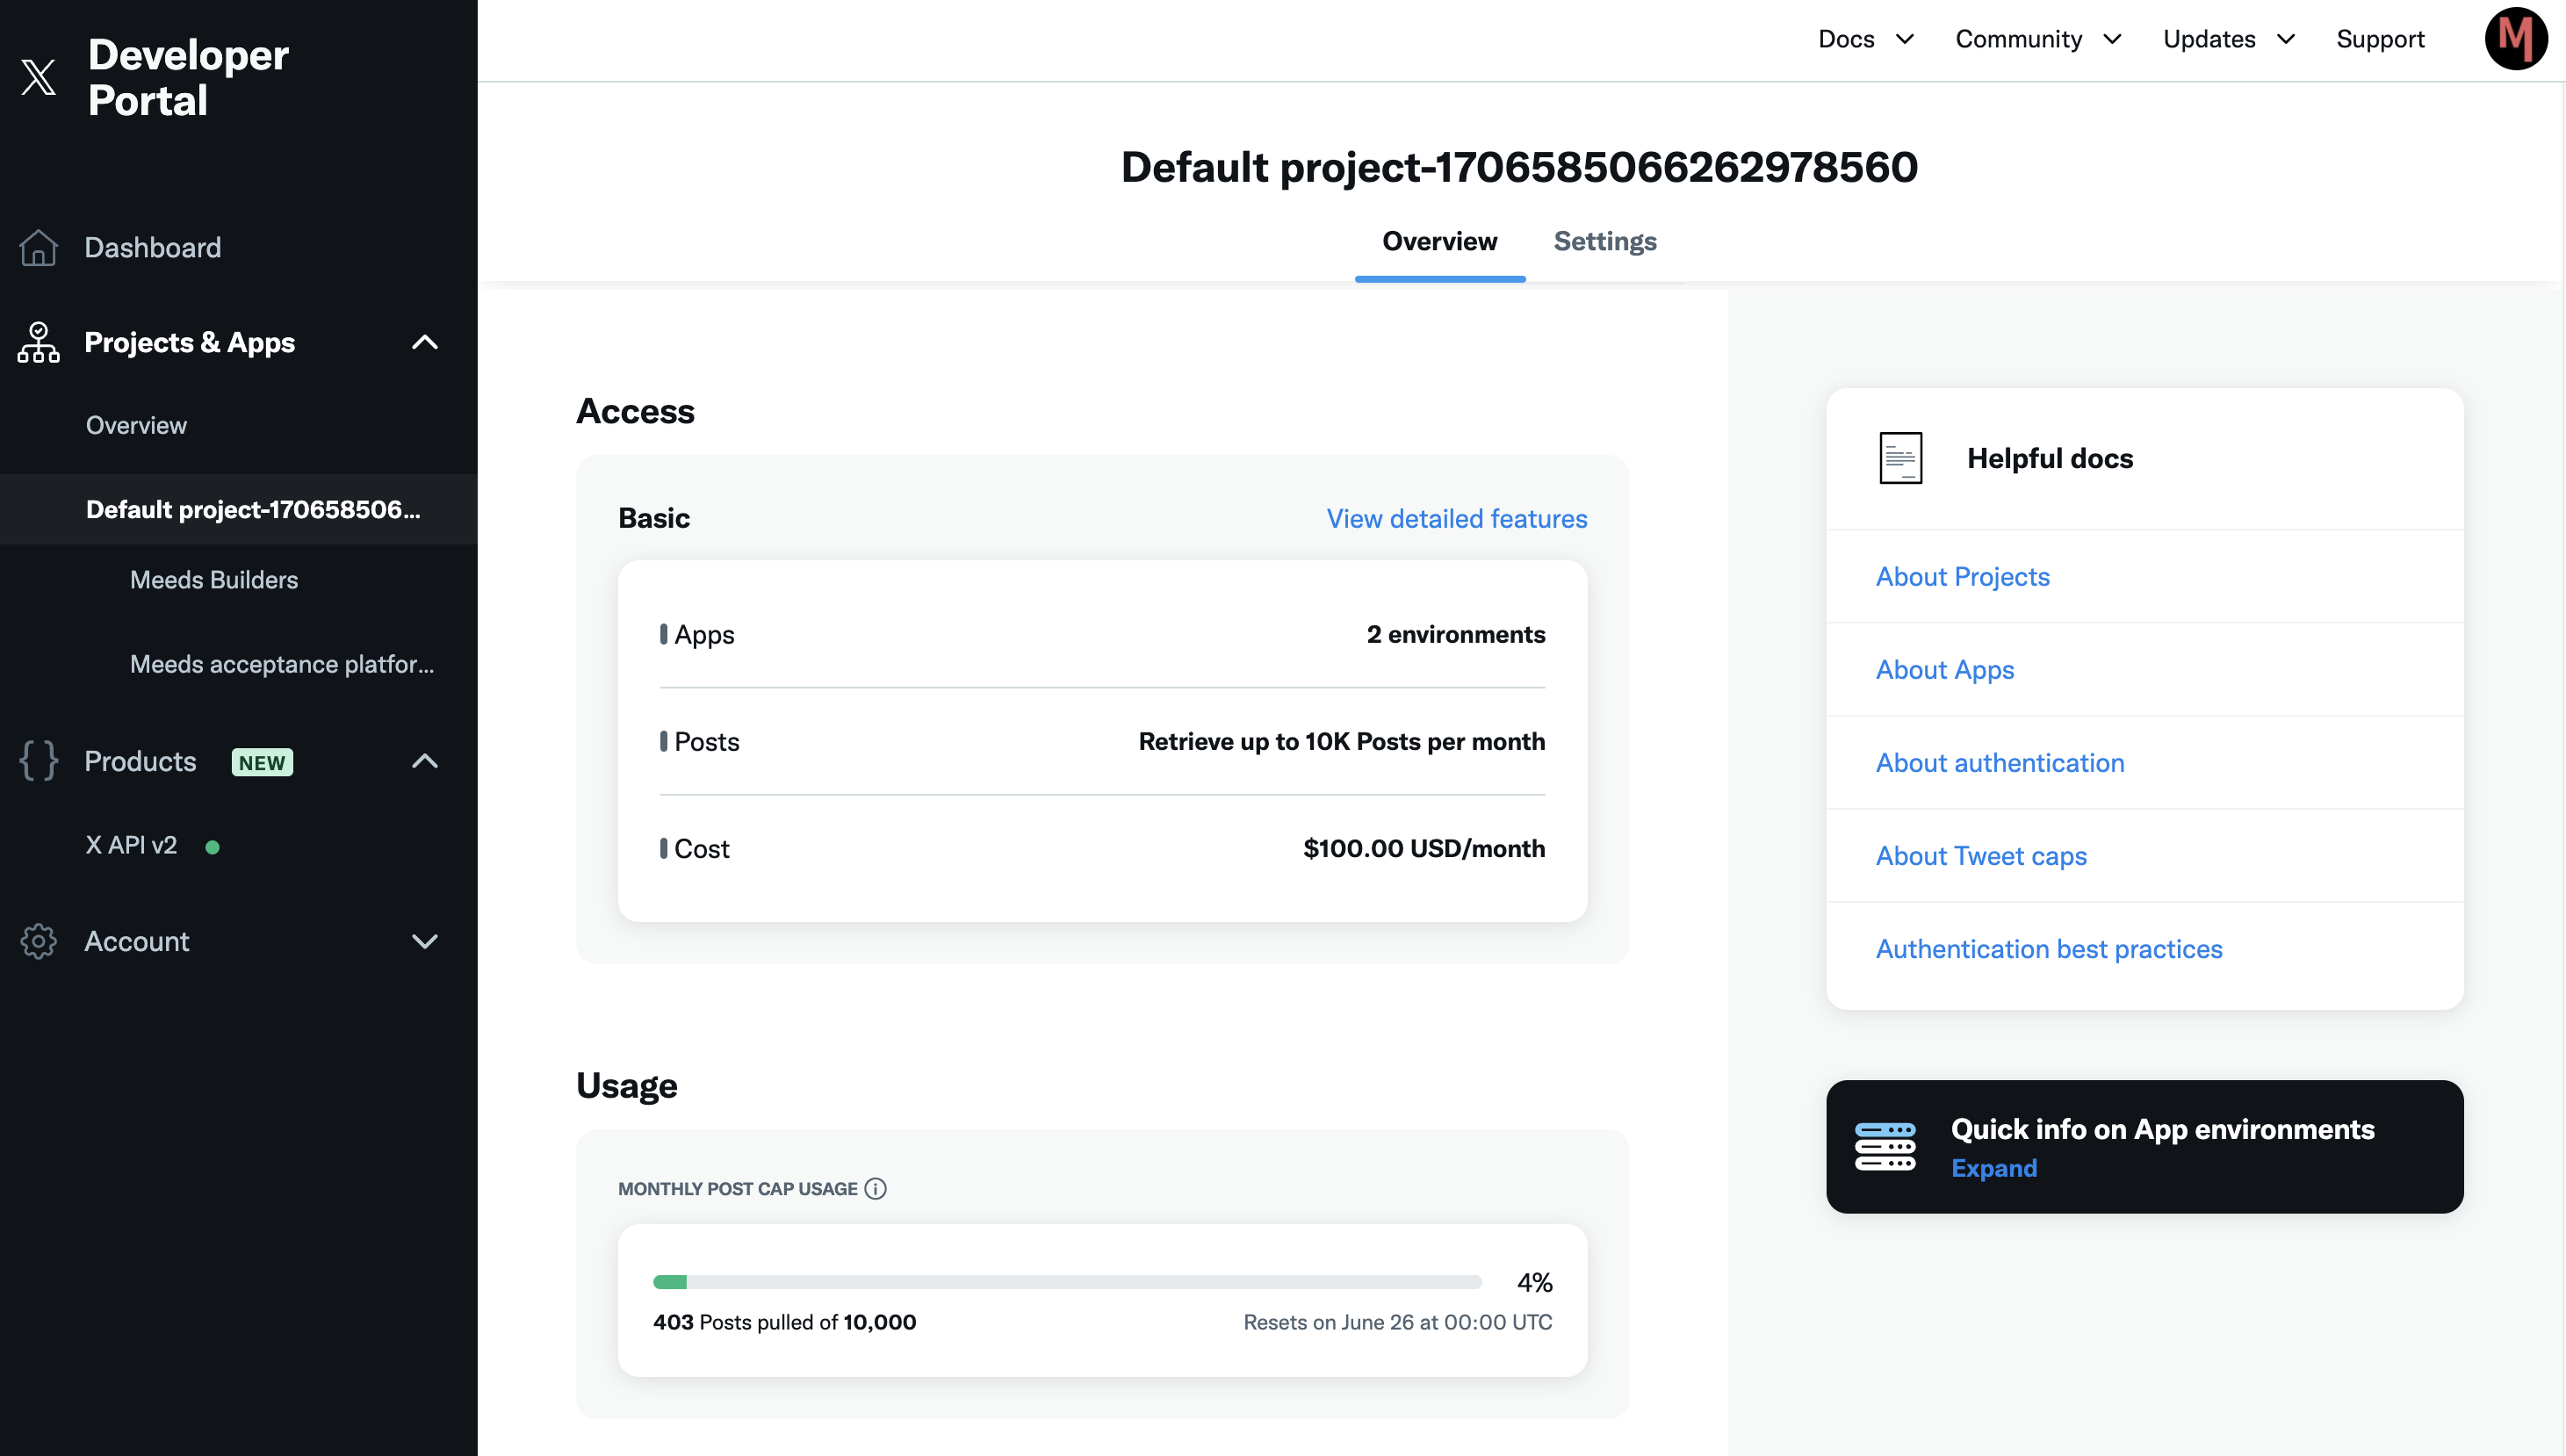 Developer
Portal
Docs
Community
Updates
Support
M
Dashboard
Projects & Apps
Overview
Default project-170658506...
Meeds Builders
Meeds acceptance platfor...
Products NEW
X API v2
Account
Default project-1706585066262978560
Overview
Settings
Access
Basic
View detailed features
Apps
2 environments
Posts
Retrieve up to 10K Posts per month
Cost
$100.00 USD/month
Usage
MONTHLY POST CAP USAGE
4%
403 Posts pulled of 10,000
Resets on June 26 at 00:00 UTC
Helpful docs
About Projects
About Apps
About authentication
About Tweet caps
Authentication best practices
Quick info on App environments
Expand